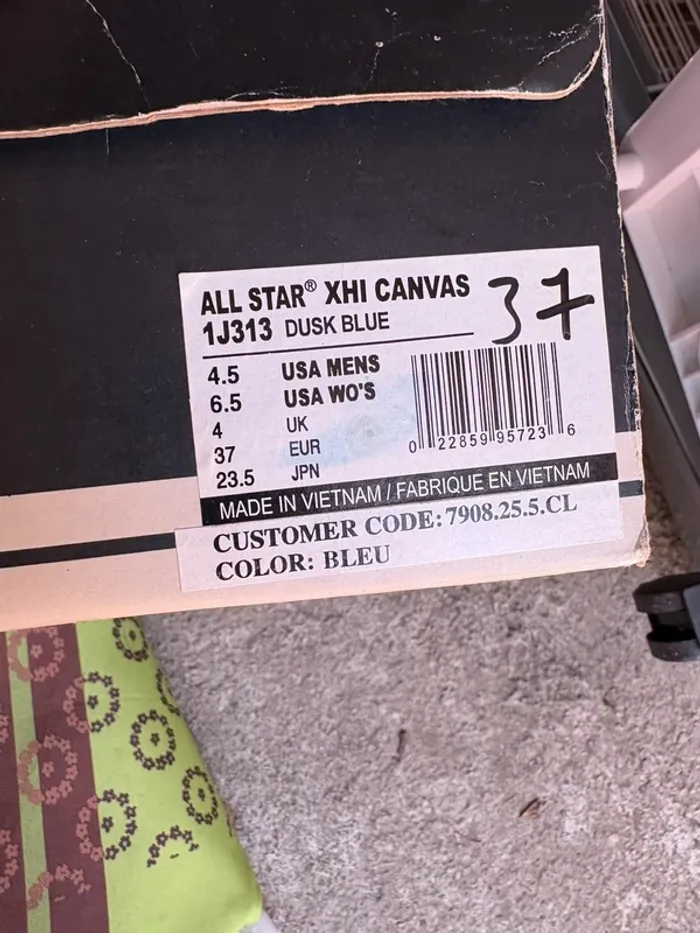 ALL STAR® XHI CANVAS
37
1J313 DUSK BLUE
4.5 USA MENS
6.5 USA WO'S
4 UK
37 EUR
23.5 JPN
0 22859 95723 6
MADE IN VIETNAM / FABRIQUE EN VIETNAM
CUSTOMER CODE: 7908.25.5.CL
COLOR: BLEU